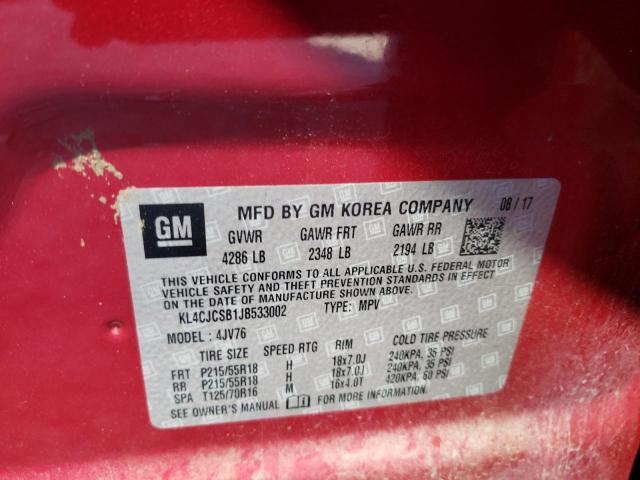 GM MFD BY GM KOREA COMPANY 08 / 17
GVWR GAWR FRT GAWR RR
4286 LB 2348 LB 2194 LB
THIS VEHICLE CONFORMS TO ALL APPLICABLE U.S. FEDERAL MOTOR
VEHICLE SAFETY AND THEFT PREVENTION STANDARDS IN EFFECT
ON THE DATE OF MANUFACTURE SHOWN ABOVE.
KL4CJCSB1JB533002 TYPE: MPV
MODEL: 4JV76
TIRE SIZE SPEED RTG RIM COLD TIRE PRESSURE
FRT P215/55R18 H 18x7.0J 240KPA, 35 PSI
RR P215/55R18 H 18x7.0J 240KPA, 35 PSI
SPA T125/70R16 M 16x4.0T 420KPA, 60 PSI
SEE OWNER'S MANUAL FOR MORE INFORMATION.